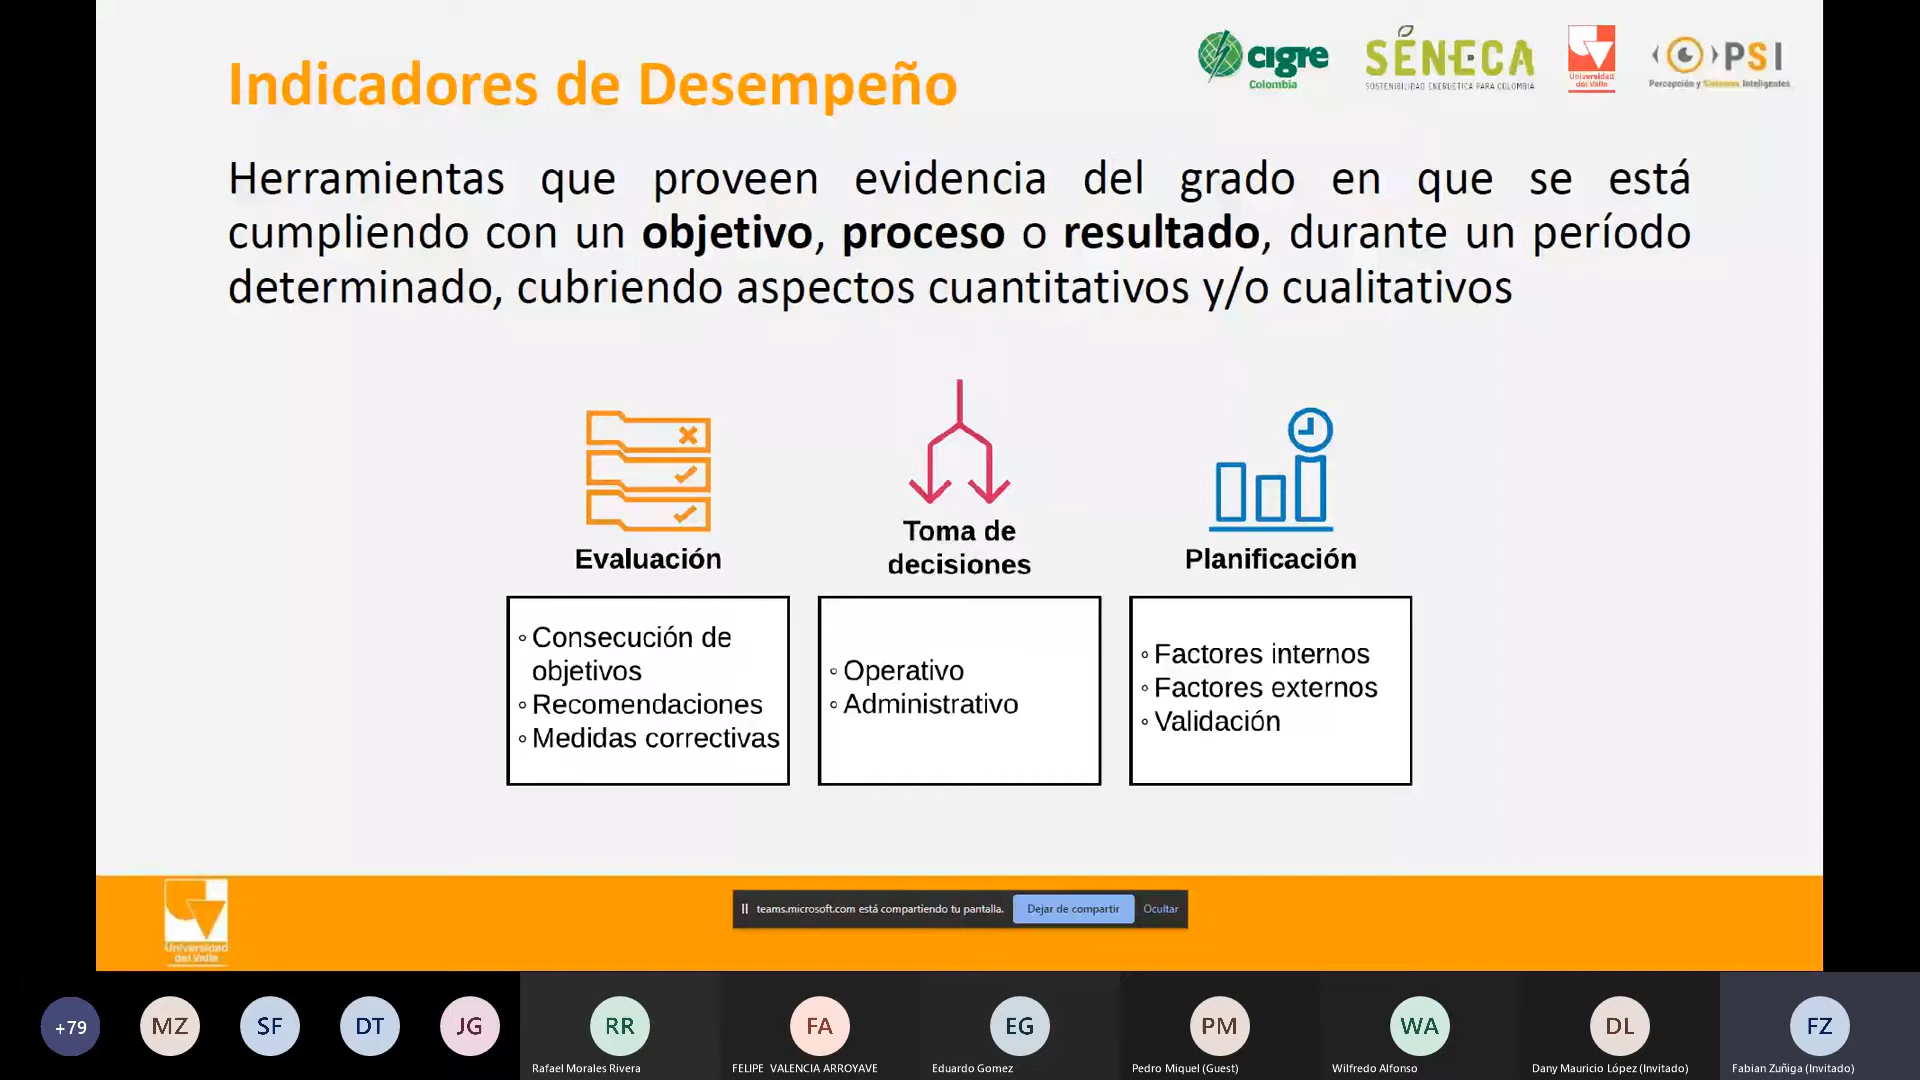 Indicadores de Desempeño
cigre
Colombia
SÉNECA
SOSTENIBILIDAD ENERGÉTICA PARA COLOMBIA
Universidad
del Valle
PSI
Percepción y Sistemas Inteligentes
Herramientas que proveen evidencia del grado en que se está
cumpliendo con un objetivo, proceso o resultado, durante un período
determinado, cubriendo aspectos cuantitativos y/o cualitativos
Evaluación
Toma de
decisiones
Planificación
◦ Consecución de
objetivos
◦ Recomendaciones
◦ Medidas correctivas
◦ Operativo
◦ Administrativo
◦ Factores internos
◦ Factores externos
◦ Validación
Universidad
del Valle
teams.microsoft.com está compartiendo tu pantalla.
Dejar de compartir
Ocultar
+79
MZ
SF
DT
JG
RR
FA
EG
PM
WA
DL
FZ
Rafael Morales Rivera
FELIPE VALENCIA ARROYAVE
Eduardo Gomez
Pedro Miquel (Guest)
Wilfredo Alfonso
Dany Mauricio López (Invitado)
Fabian Zuñiga (Invitado)